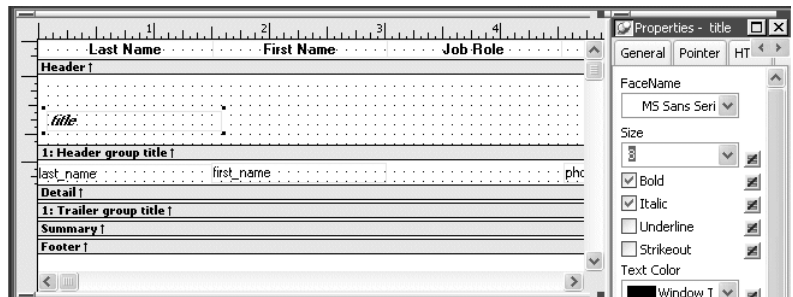 1 2 3 4
Last Name First Name Job Role
Header ↑
title
1: Header group title ↑
last_name first_name pho
Detail ↑
1: Trailer group title ↑
Summary ↑
Footer ↑
Properties - title
General Pointer HT
FaceName
MS Sans Seri
Size
8
Bold
Italic
Underline
Strikeout
Text Color
Window T